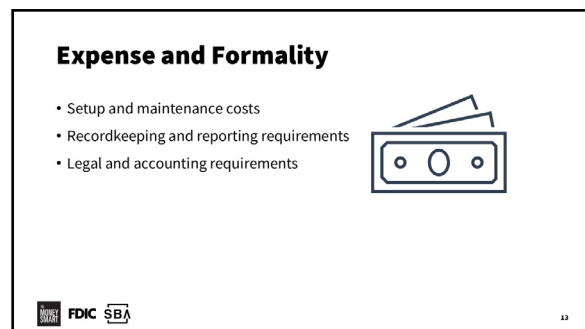 Expense and Formality
• Setup and maintenance costs
• Recordkeeping and reporting requirements
• Legal and accounting requirements
MONEY
SMART
FDIC
SBA
13